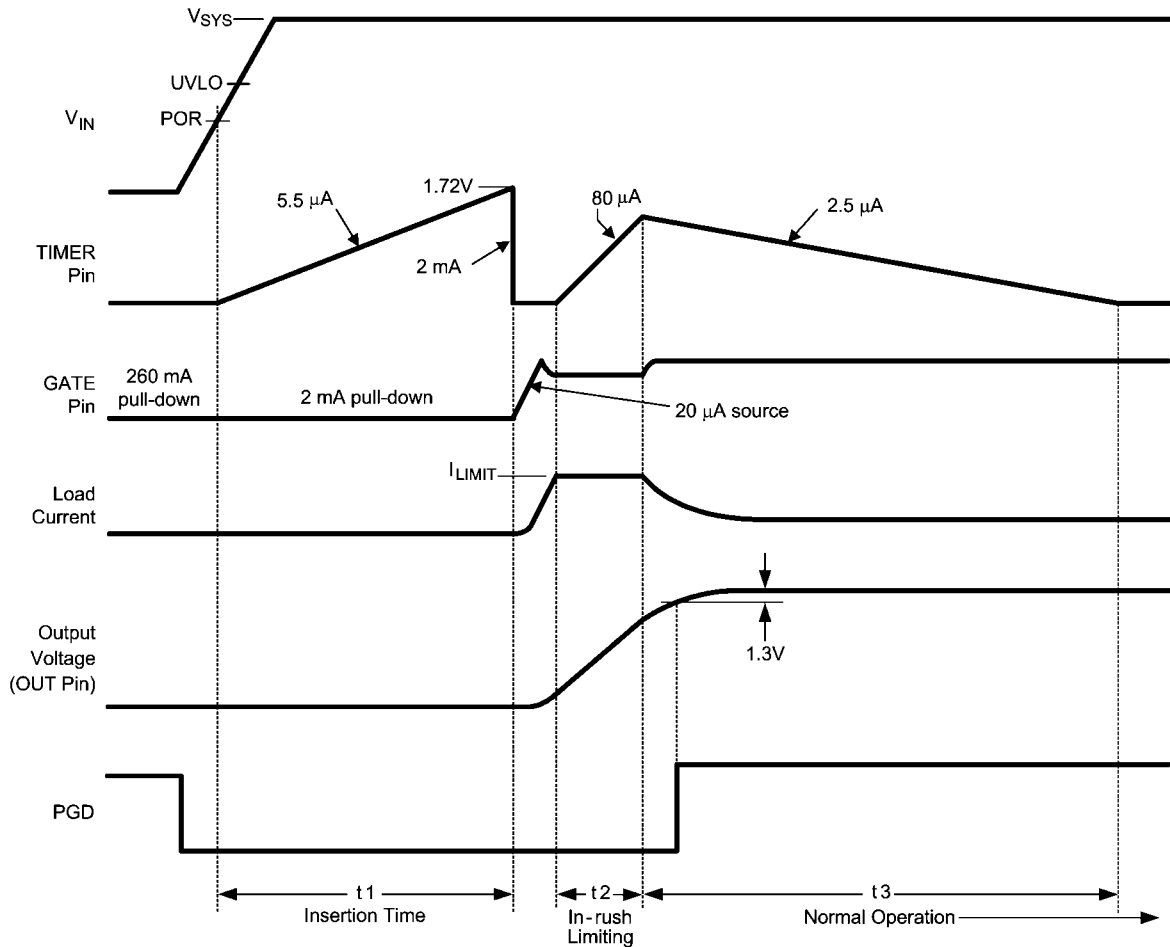 VSYS
UVLO
VIN
POR
5.5 μA
1.72V
80 μA
2.5 μA
TIMER
Pin
2 mA
GATE
Pin
260 mA
pull-down
2 mA pull-down
20 μA source
ILIMIT
Load
Current
Output
Voltage
(OUT Pin)
1.3V
PGD
t1
Insertion Time
t2
In-rush
Limiting
t3
Normal Operation